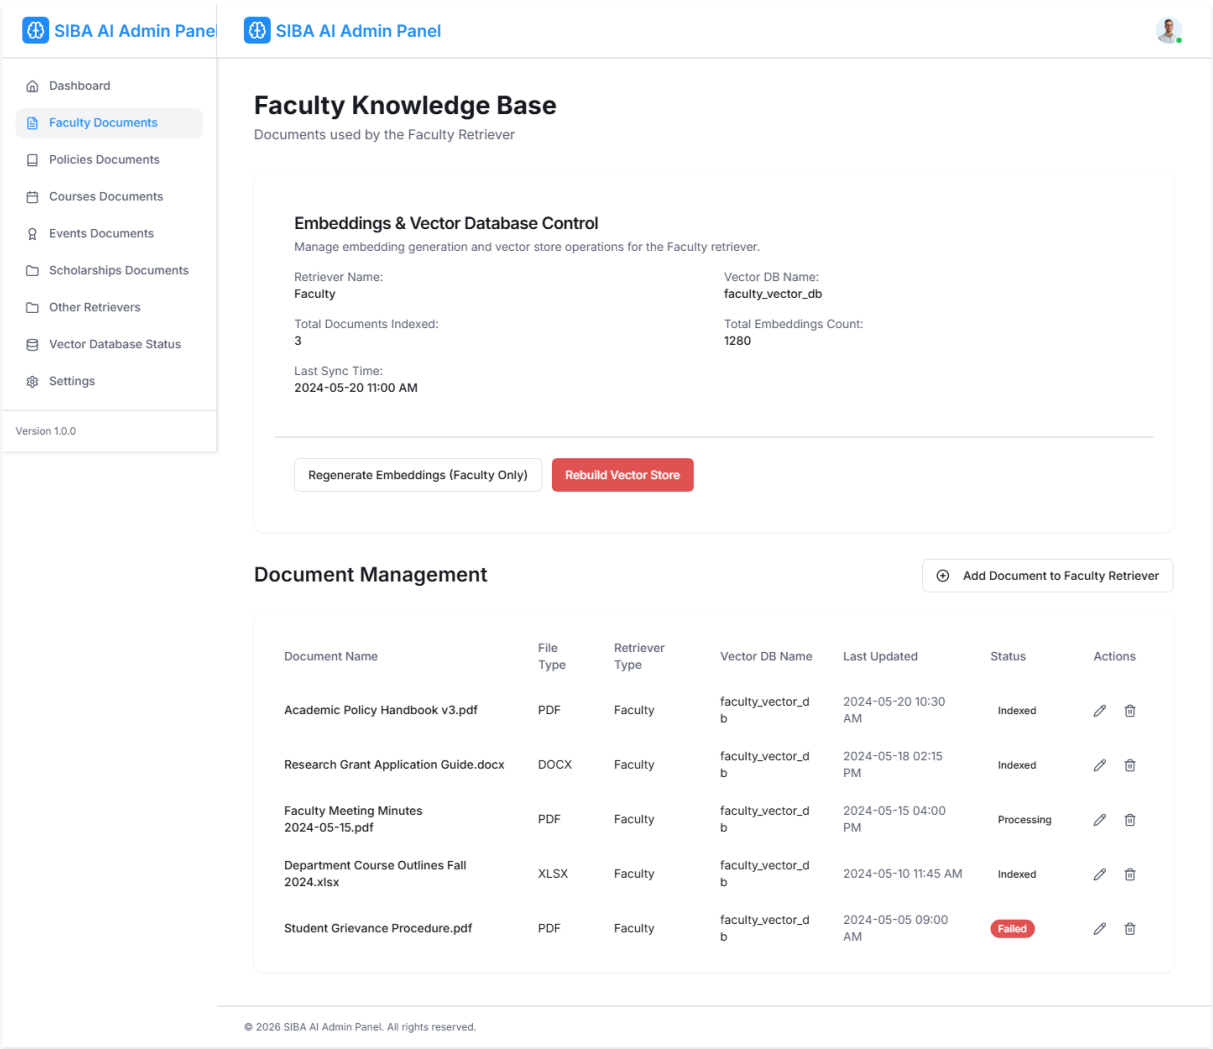 SIBA AI Admin Pane
SIBA AI Admin Panel
Dashboard
Faculty Documents
Policies Documents
Courses Documents
Events Documents
Scholarships Documents
Other Retrievers
Vector Database Status
Settings
Version 1.0.0
Faculty Knowledge Base
Documents used by the Faculty Retriever
Embeddings & Vector Database Control
Manage embedding generation and vector store operations for the Faculty retriever.
Retriever Name:
Faculty
Vector DB Name:
faculty_vector_db
Total Documents Indexed:
3
Total Embeddings Count:
1280
Last Sync Time:
2024-05-20 11:00 AM
Regenerate Embeddings (Faculty Only)
Rebuild Vector Store
Document Management
Add Document to Faculty Retriever
Document Name
File
Type
Retriever
Type
Vector DB Name
Last Updated
Status
Actions
Academic Policy Handbook v3.pdf
PDF
Faculty
faculty_vector_d
b
2024-05-20 10:30
AM
Indexed
Research Grant Application Guide.docx
DOCX
Faculty
faculty_vector_d
b
2024-05-18 02:15
PM
Indexed
Faculty Meeting Minutes
2024-05-15.pdf
PDF
Faculty
faculty_vector_d
b
2024-05-15 04:00
PM
Processing
Department Course Outlines Fall
2024.xlsx
XLSX
Faculty
faculty_vector_d
b
2024-05-10 11:45 AM
Indexed
Student Grievance Procedure.pdf
PDF
Faculty
faculty_vector_d
b
2024-05-05 09:00
AM
Failed
© 2026 SIBA AI Admin Panel. All rights reserved.